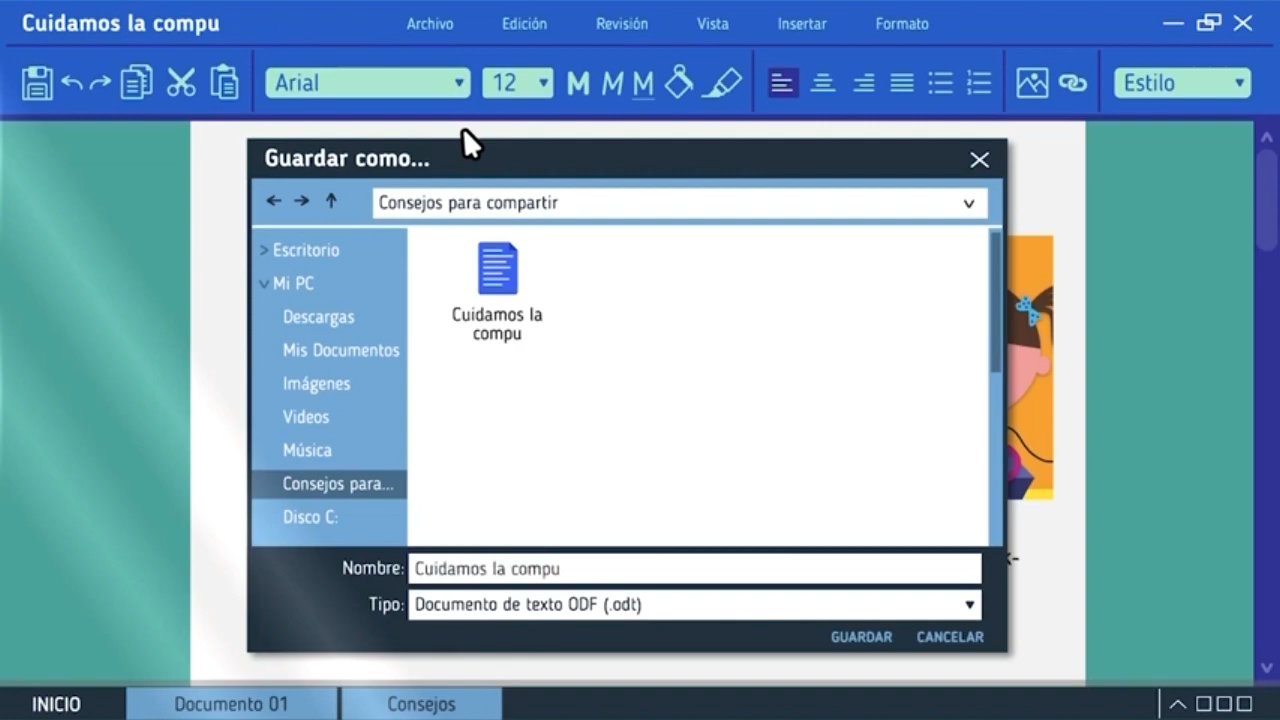 Cuidamos la compu
Archivo Edición Revisión Vista Insertar Formato
Arial 12 M M M Estilo
Guardar como...
Consejos para compartir
> Escritorio
Mi PC
Descargas
Mis Documentos
Imágenes
Videos
Música
Consejos para...
Disco C:
Cuidamos la
compu
Nombre: Cuidamos la compu
Tipo: Documento de texto ODF (.odt)
GUARDAR CANCELAR
INICIO Documento 01 Consejos